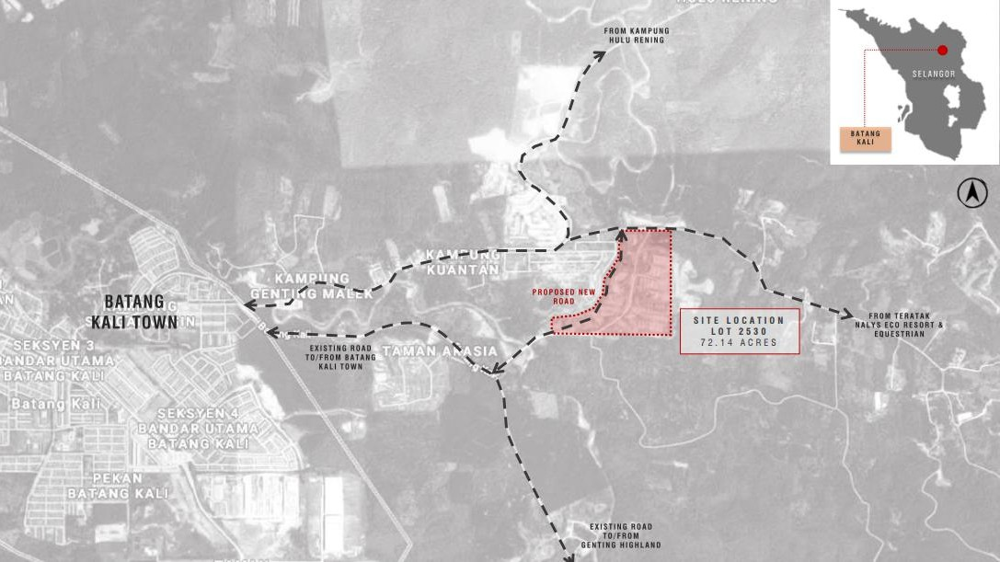 FROM KAMPUNG
HULU RENING
SELANGOR
BATANG
KALI
KAMPUNG
KUANTAN
KAMPUNG
GENTING MALEK
BATANG
KALI TOWN
PROPOSED NEW
ROAD
SITE LOCATION
LOT 2530
72.14 ACRES
FROM TERATAK
NALYS ECO RESORT &
EQUESTRIAN
EXISTING ROAD
TO/FROM BATANG
KALI TOWN
TAMAN AKASIA
SEKSYEN 3
BANDAR UTAMA
BATANG KALI
Batang Kali
SEKSYEN 4
BANDAR UTAMA
BATANG KALI
PEKAN
BATANG KALI
EXISTING ROAD
TO/FROM
GENTING HIGHLAND